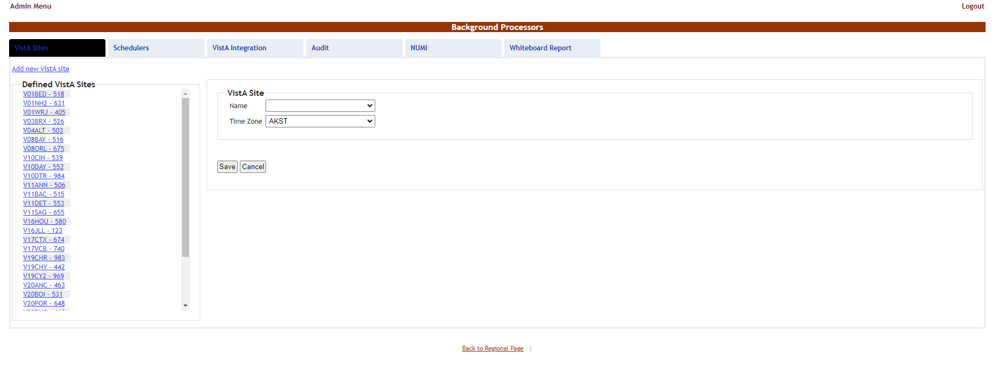 Admin Menu
Logout
Background Processors
VistA Sites
Schedulers
VistA Integration
Audit
NUMI
Whiteboard Report
Add new VistA site
Defined VistA Sites
V01BED - 518
V01NH2 - 631
V01WRJ - 405
V03BRX - 526
V04ALT - 503
V08BAY - 516
V08ORL - 675
V10CIN - 539
V10DAY - 552
V10DTR - 984
V11ANN - 506
V11BAC - 515
V11DET - 553
V11SAG - 655
V16HOU - 580
V16JLL - 123
V17CTX - 674
V17VCB - 740
V19CHR - 983
V19CHY - 442
V19CY2 - 969
V20ANC - 463
V20BOI - 531
V20POR - 648
VistA Site
Name
Time Zone AKST
Save Cancel
Back to Regional Page |